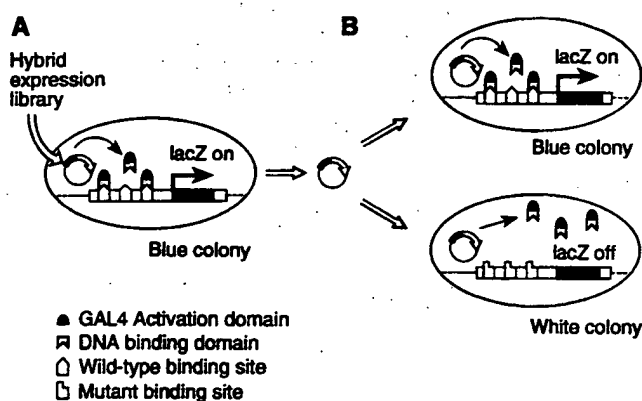 A
Hybrid
expression
library
lacZ on
Blue colony
B
lacZ on
Blue colony
lacZ off
White colony
GAL4 Activation domain
DNA binding domain
Wild-type binding site
Mutant binding site